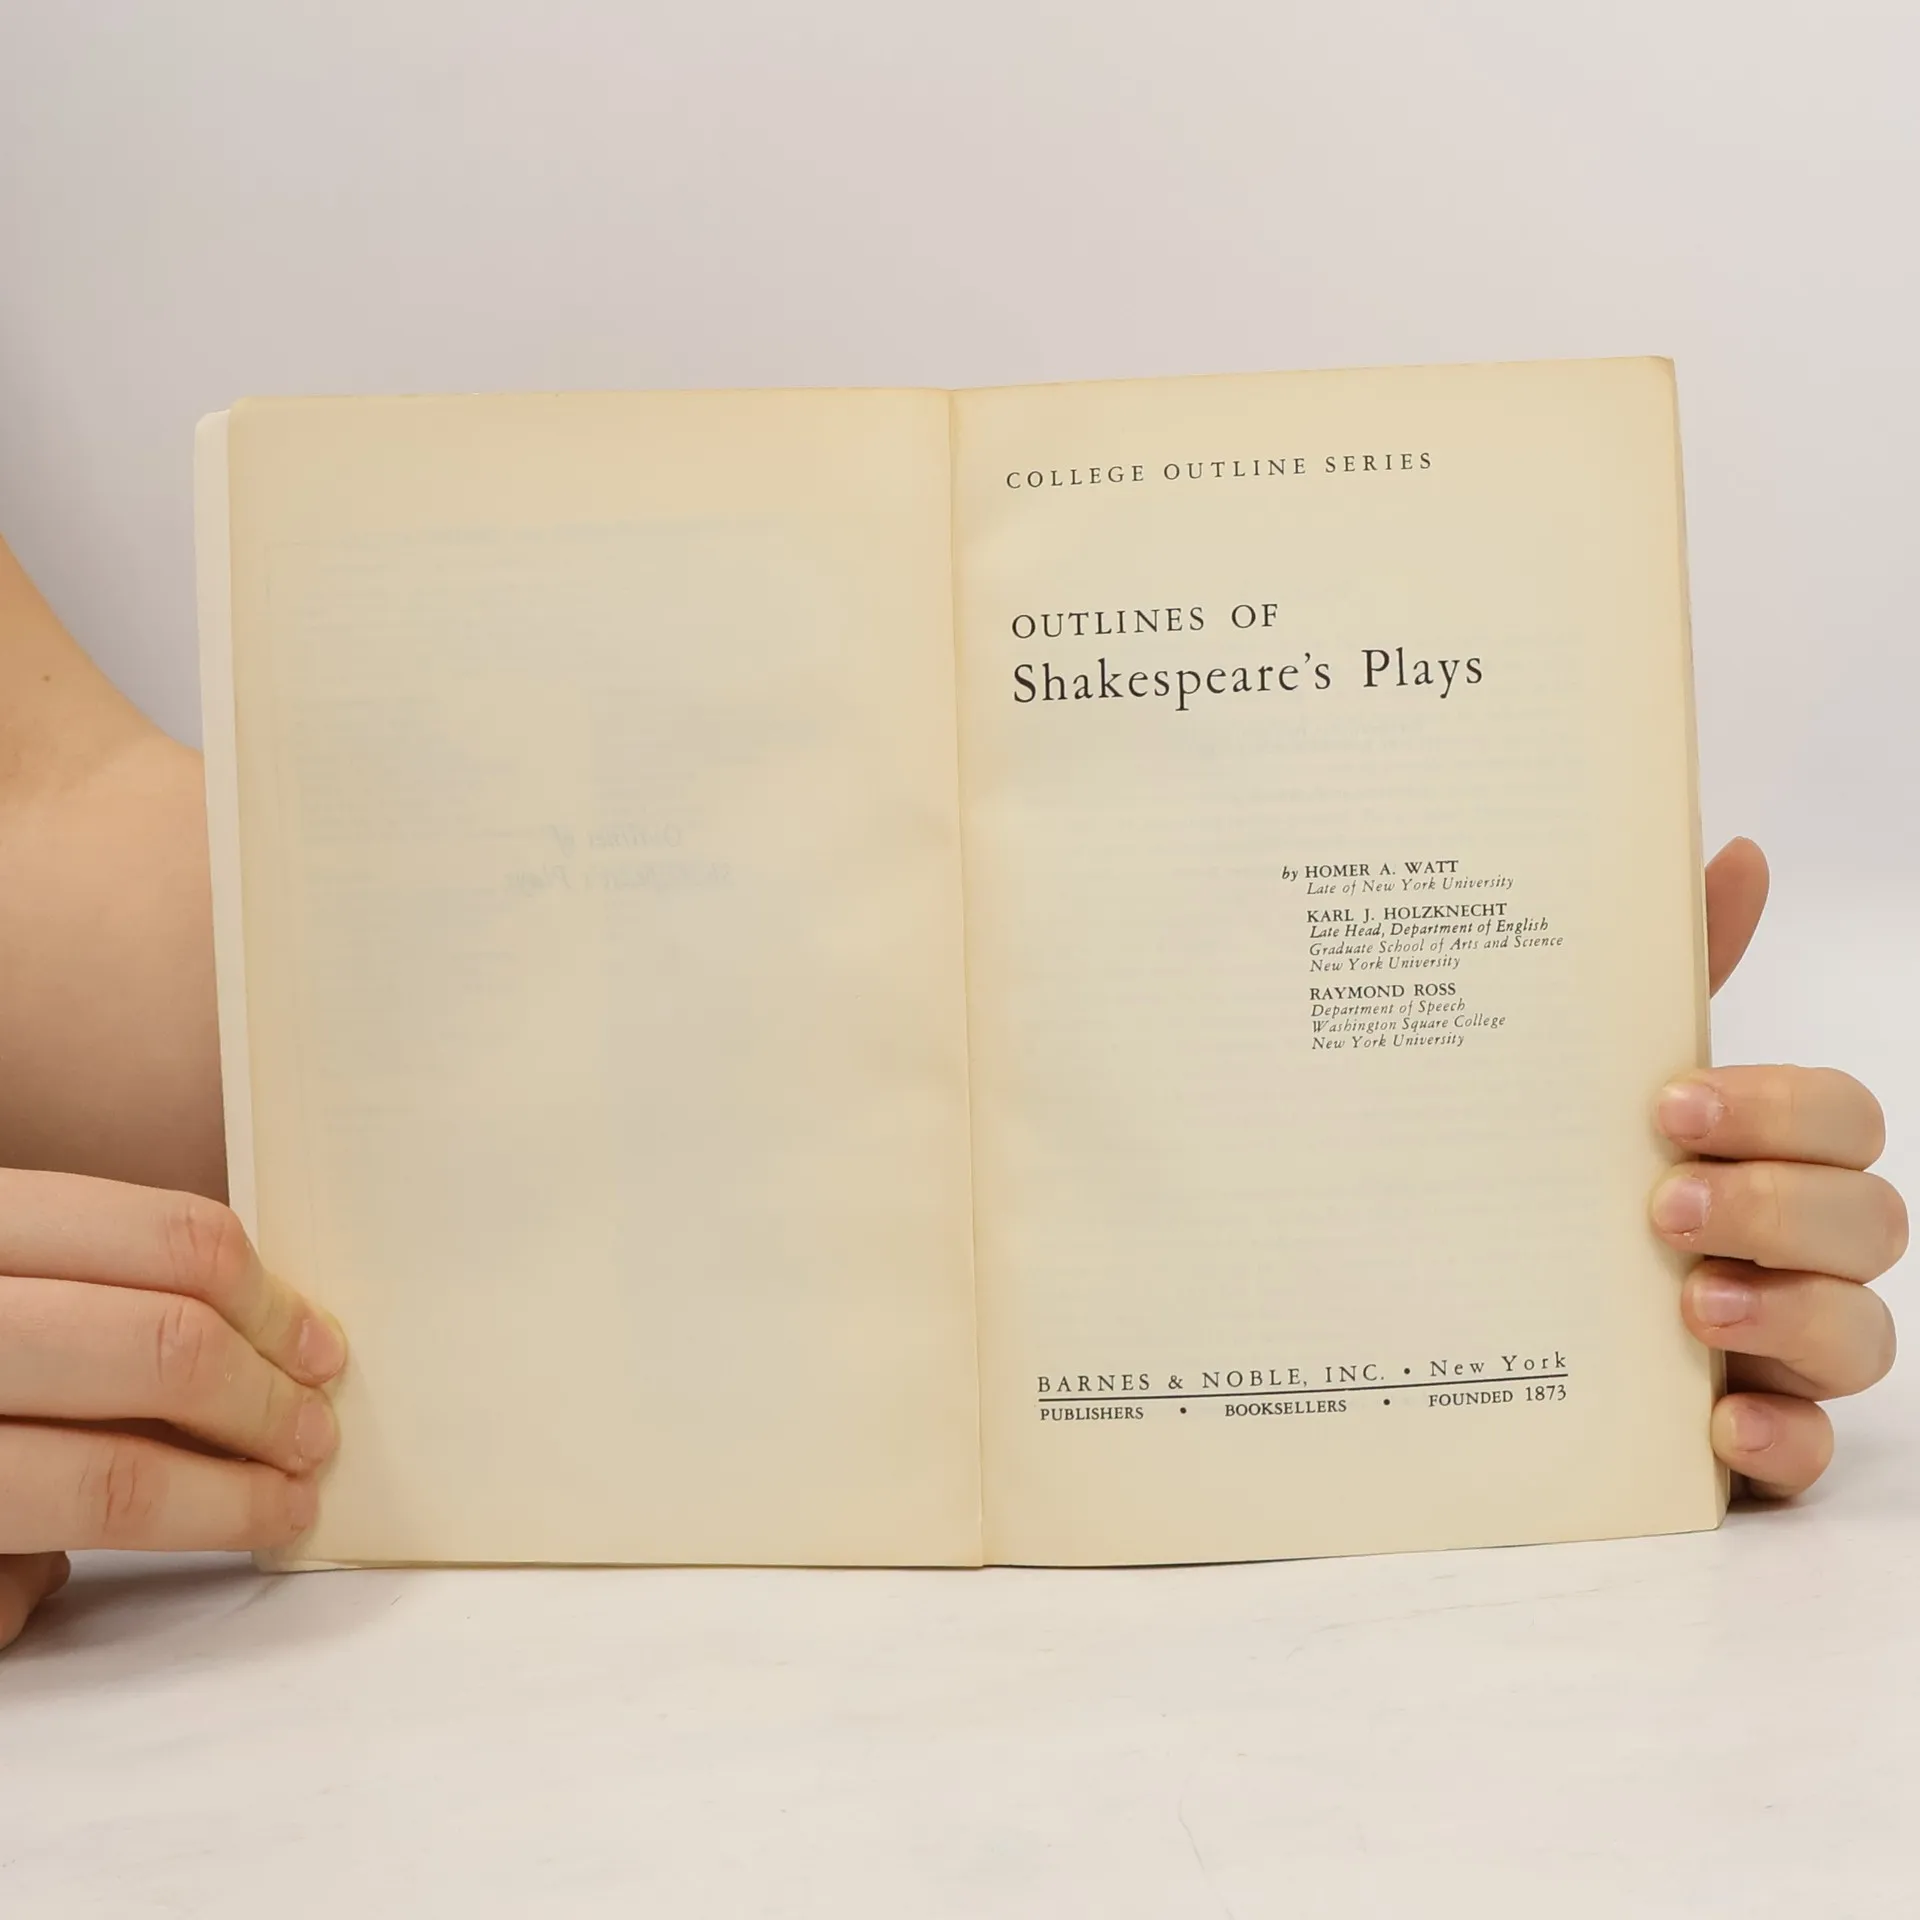 COLLEGE OUTLINE SERIES
OUTLINES OF
Shakespeare's Plays
by HOMER A. WATT
Late of New York University
KARL J. HOLZKNECHT
Late Head, Department of English
Graduate School of Arts and Science
New York University
RAYMOND ROSS
Department of Speech
Washington Square College
New York University
BARNES & NOBLE, INC. • New York
PUBLISHERS • BOOKSELLERS • FOUNDED 1873